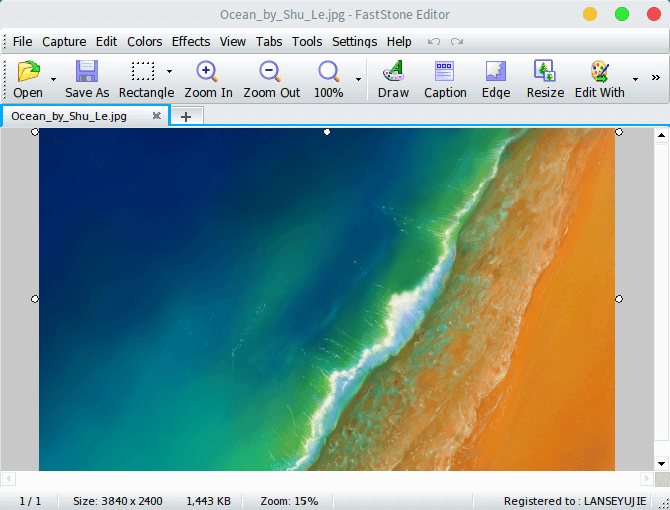 Ocean_by_Shu_Le.jpg - FastStone Editor
File Capture Edit Colors Effects View Tabs Tools Settings Help
Open Save As Rectangle Zoom In Zoom Out 100% Draw Caption Edge Resize Edit With »
Ocean_by_Shu_Le.jpg
1 / 1 Size: 3840 x 2400 1,443 KB Zoom: 15% Registered to : LANSEYUJIE